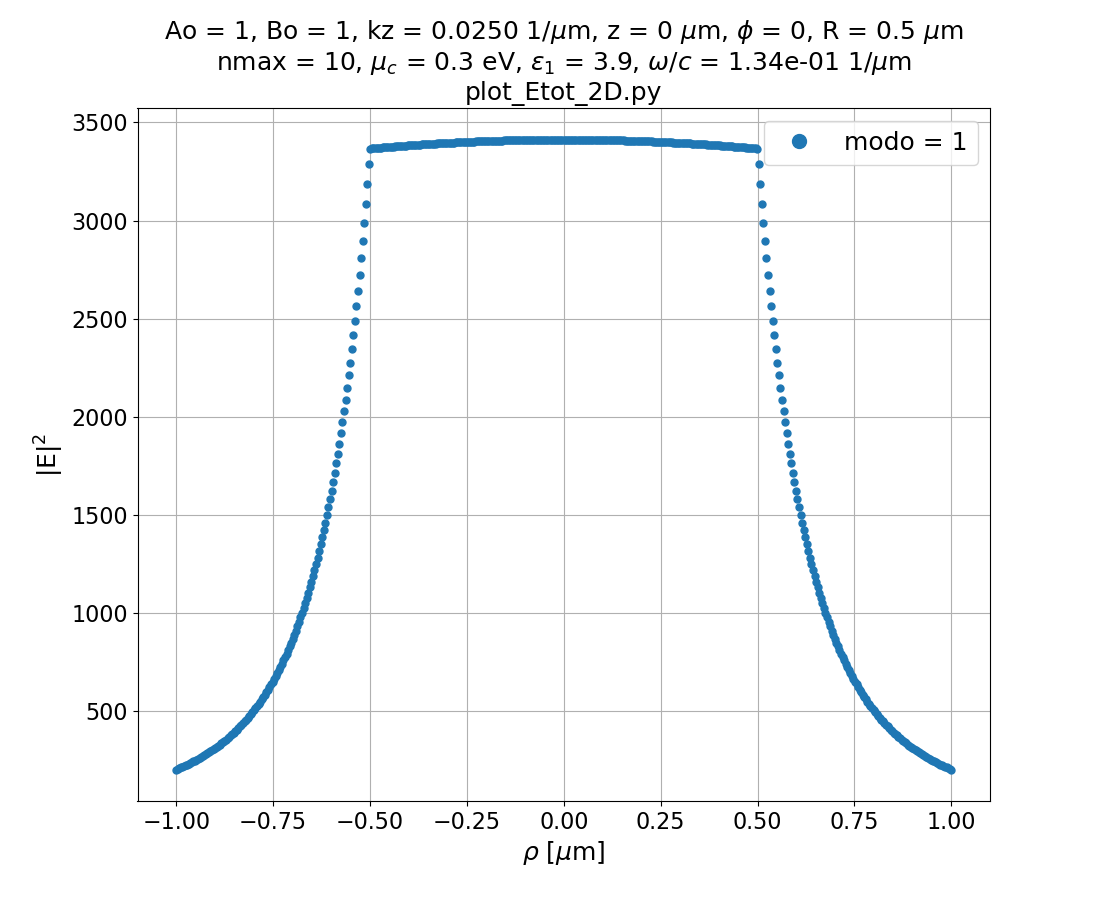 Ao = 1, Bo = 1, kz = 0.0250 1/μm, z = 0 μm, ϕ = 0, R = 0.5 μm
nmax = 10, μ_c = 0.3 eV, ε₁ = 3.9, ω/c = 1.34e-01 1/μm
plot_Etot_2D.py
modo = 1
|E|²
3500
3000
2500
2000
1500
1000
500
−1.00 −0.75 −0.50 −0.25 0.00 0.25 0.50 0.75 1.00
ρ [μm]